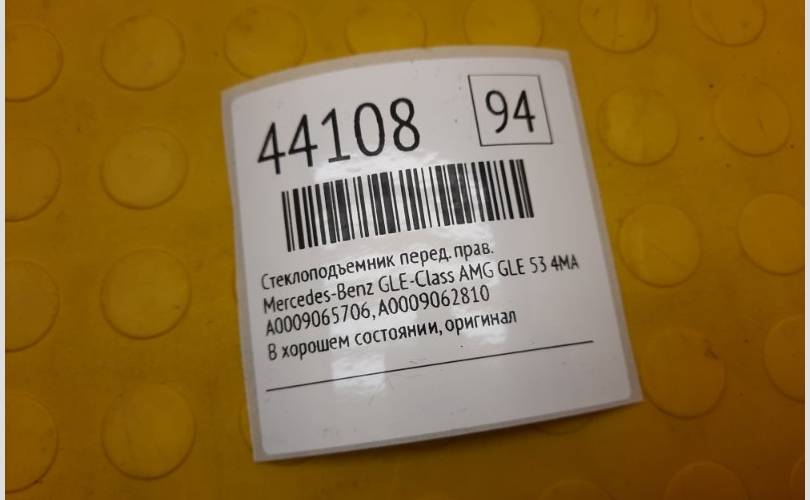 44108
94
Стеклоподъемник перед. прав.
Mercedes-Benz GLE-Class AMG GLE 53 4MA
A0009065706, A0009062810
В хорошем состоянии, оригинал